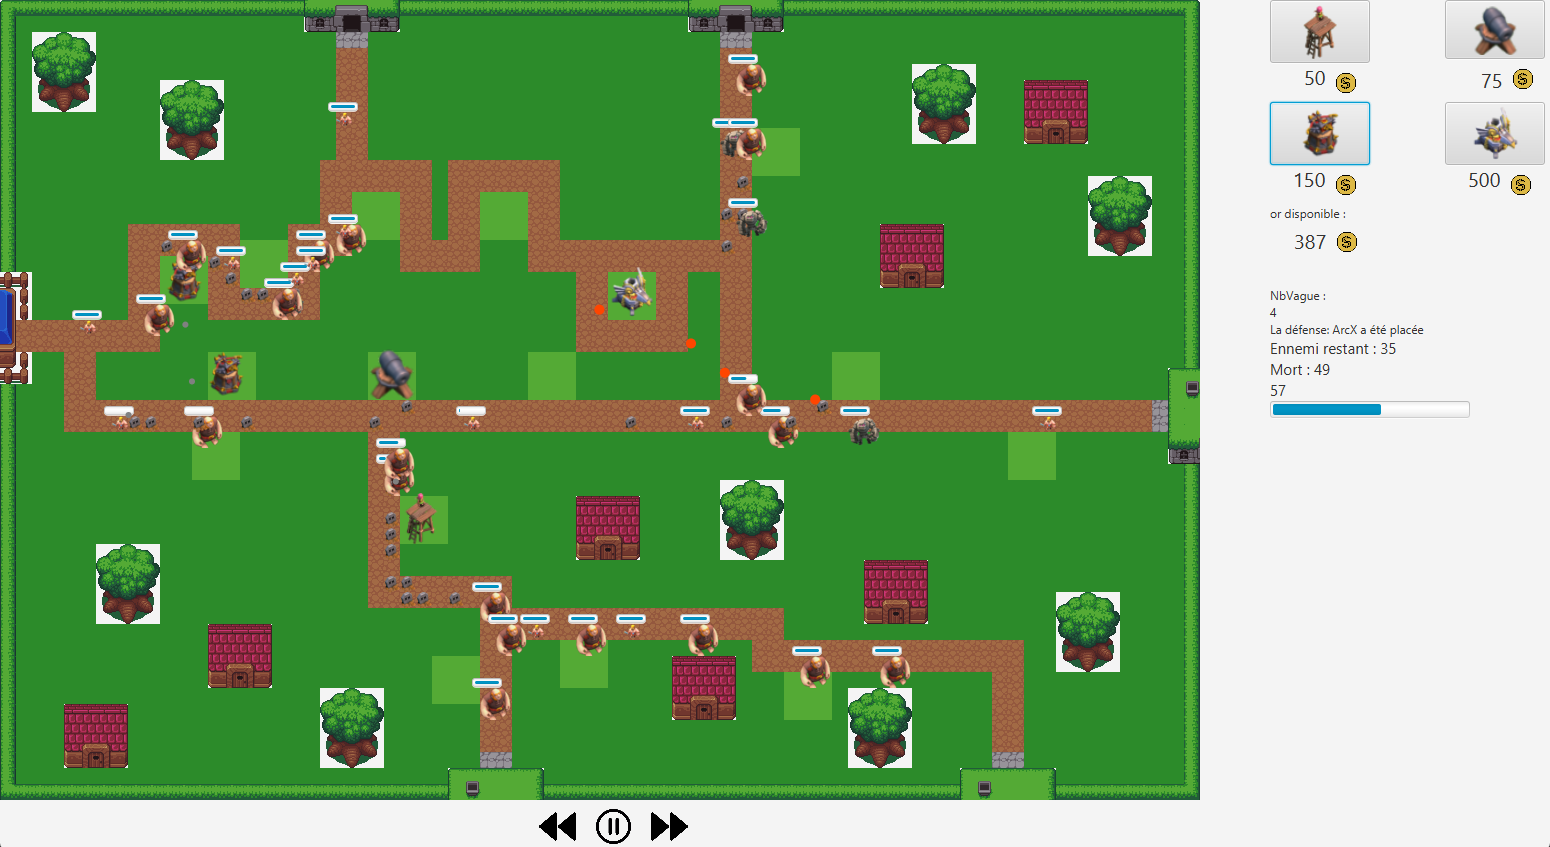 50
75
150
500
or disponible :
387
NbVague :
4
La défense: ArcX a été placée
Ennemi restant : 35
Mort : 49
57